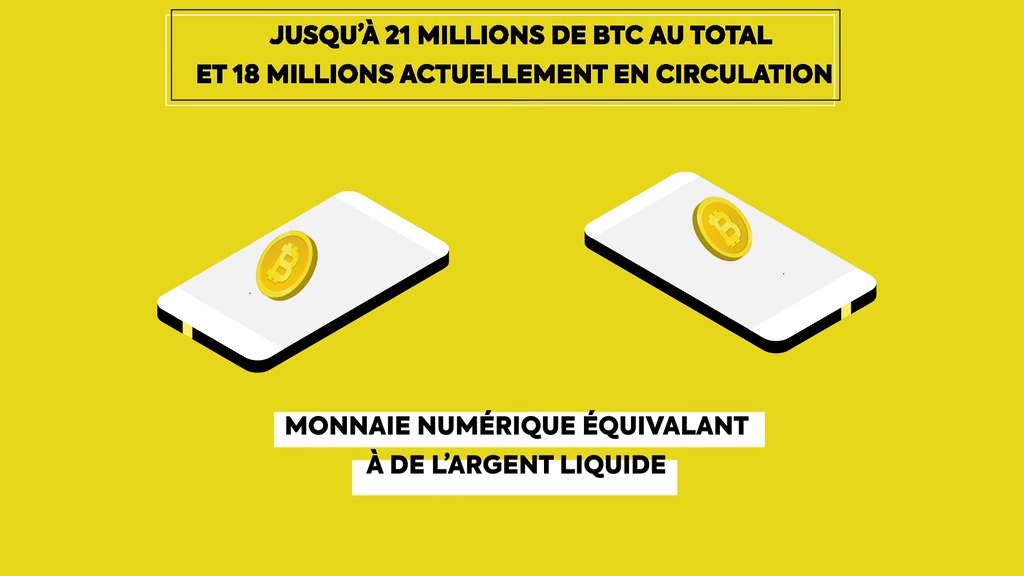 JUSQU’À 21 MILLIONS DE BTC AU TOTAL
ET 18 MILLIONS ACTUELLEMENT EN CIRCULATION
MONNAIE NUMÉRIQUE ÉQUIVALANT
À DE L’ARGENT LIQUIDE